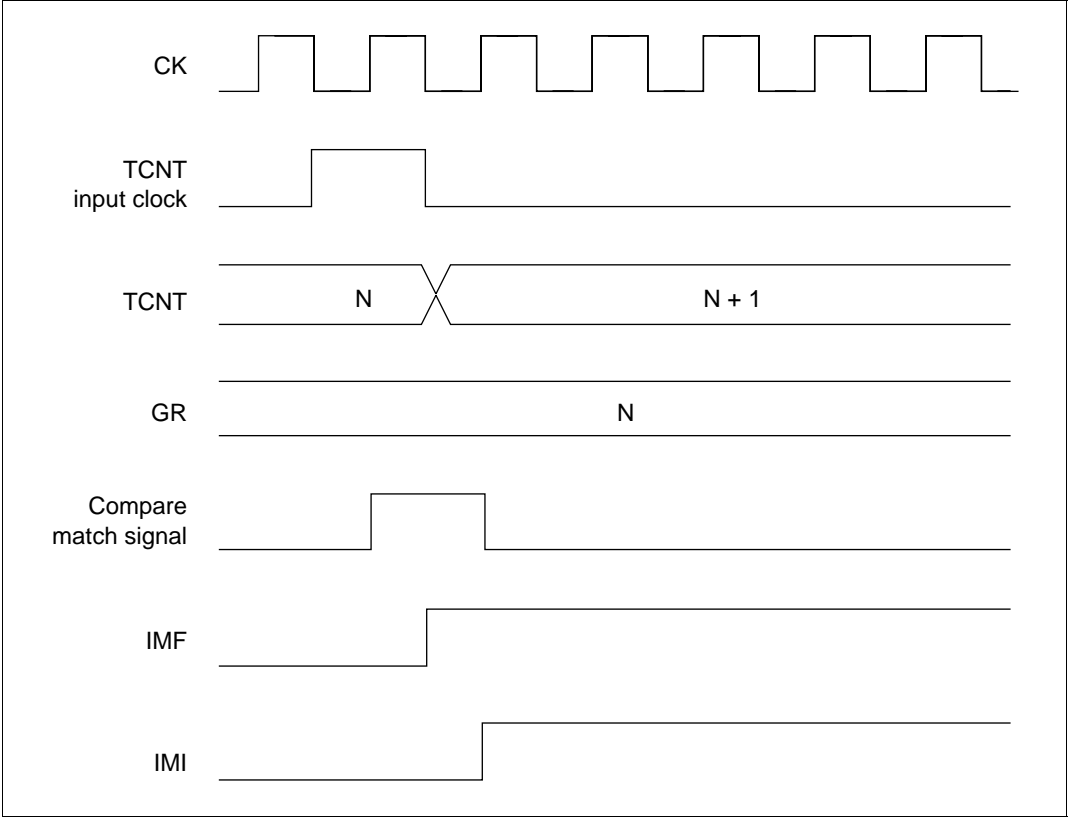 CK
TCNT
input clock
TCNT
N
N + 1
GR
N
Compare
match signal
IMF
IMI